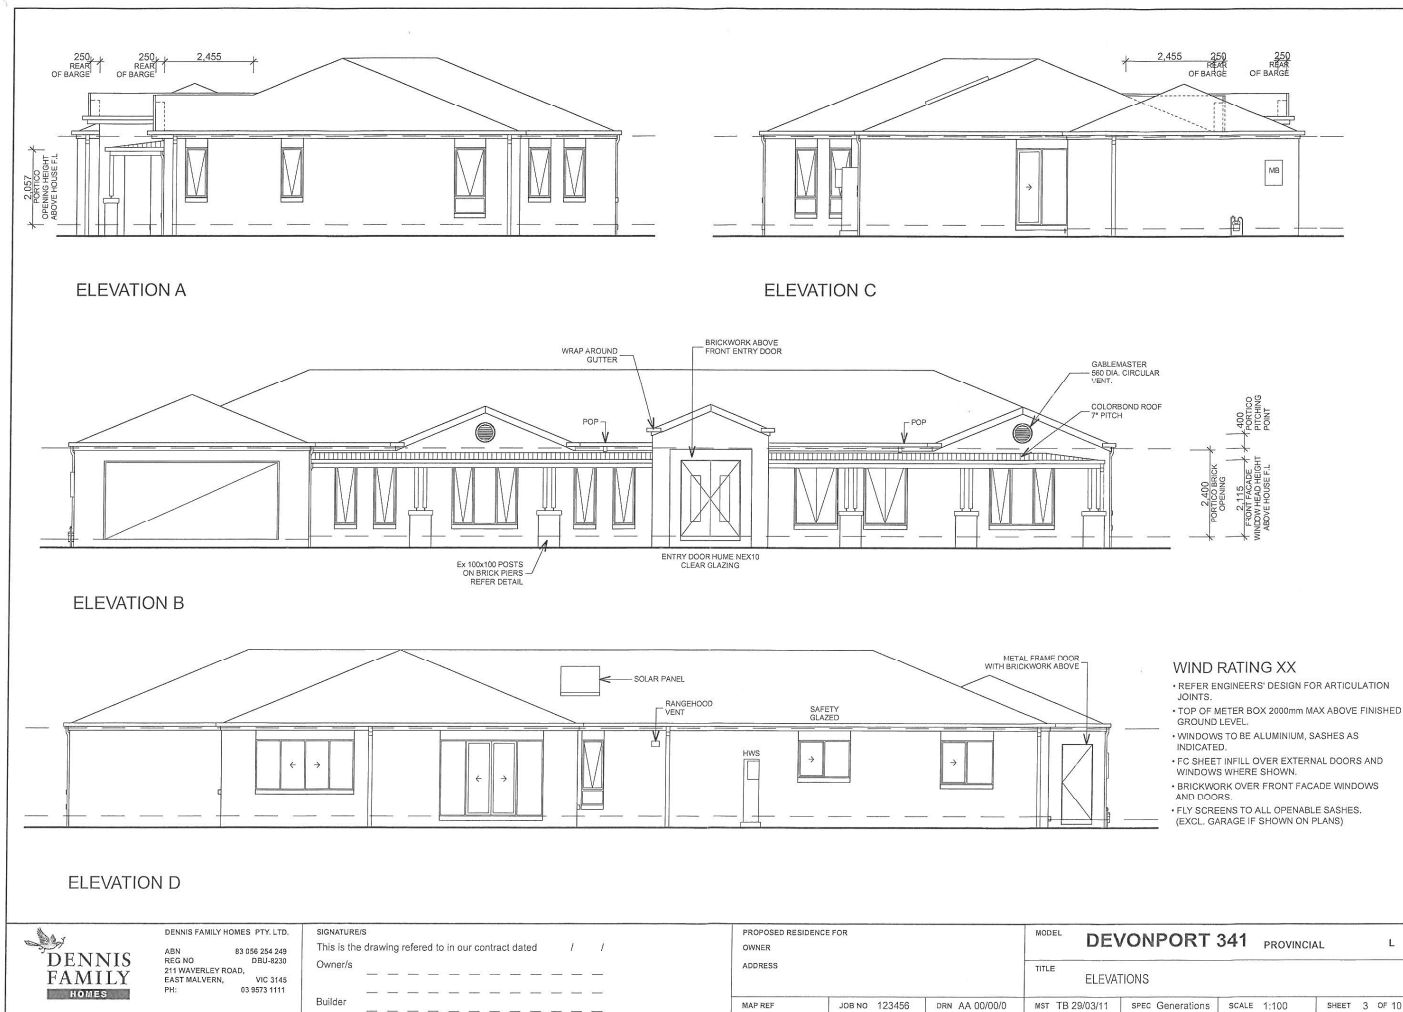 250
REAR
OF BARGE
250
REAR
OF BARGE
2,455
2,057
PORTICO
OPENING HEIGHT
ABOVE HOUSE F.L
ELEVATION A
2,455
250
REAR
OF BARGE
250
REAR
OF BARGE
MB
ELEVATION C
WRAP AROUND
GUTTER
BRICKWORK ABOVE
FRONT ENTRY DOOR
POP
POP
GABLEMASTER
560 DIA. CIRCULAR
VENT.
COLORBOND ROOF
7° PITCH
400
PORTICO
PITCHING
POINT
2,400
PORTICO BRICK
OPENING
2,115
FRONT FACADE
WINDOW HEAD HEIGHT
ABOVE HOUSE F.L
Ex 100x100 POSTS
ON BRICK PIERS
REFER DETAIL
ENTRY DOOR HUME NEX10
CLEAR GLAZING
ELEVATION B
SOLAR PANEL
RANGEHOOD
VENT
HWS
SAFETY
GLAZED
METAL FRAME DOOR
WITH BRICKWORK ABOVE
ELEVATION D
WIND RATING XX
• REFER ENGINEERS' DESIGN FOR ARTICULATION
JOINTS.
• TOP OF METER BOX 2000mm MAX ABOVE FINISHED
GROUND LEVEL.
• WINDOWS TO BE ALUMINIUM, SASHES AS
INDICATED.
• FC SHEET INFILL OVER EXTERNAL DOORS AND
WINDOWS WHERE SHOWN.
• BRICKWORK OVER FRONT FACADE WINDOWS
AND DOORS.
• FLY SCREENS TO ALL OPENABLE SASHES.
(EXCL. GARAGE IF SHOWN ON PLANS)
DENNIS
FAMILY
HOMES
DENNIS FAMILY HOMES PTY. LTD.
ABN 83 056 254 249
REG NO DBU-8230
211 WAVERLEY ROAD,
EAST MALVERN, VIC 3145
PH: 03 9573 1111
SIGNATURE/S
This is the drawing refered to in our contract dated / /
Owner/s
Builder
PROPOSED RESIDENCE FOR
OWNER
ADDRESS
MAP REF
JOB NO 123456
DRN AA 00/00/0
MODEL DEVONPORT 341 PROVINCIAL L
TITLE
ELEVATIONS
MST TB 29/03/11
SPEC Generations
SCALE 1:100
SHEET 3 OF 10